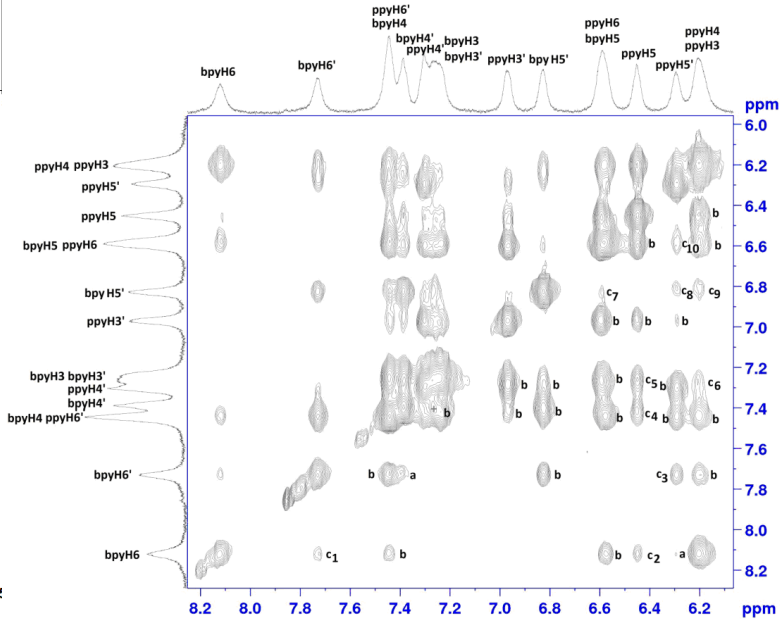 ppyH6'
bpyH4
bpyH4'
ppyH4'
bpyH3
bpyH3'
ppyH6
bpyH5
ppyH4
ppyH3
bpyH6
bpyH6'
ppyH3'
bpy H5'
ppyH5
ppyH5'
ppm
6.0
ppyH4 ppyH3
6.2
ppyH5'
ppyH5
b
6.4
bpyH5 ppyH6
b
c10
b
6.6
bpy H5'
c7
c8
c9
6.8
ppyH3'
b
b
b
7.0
bpyH3 bpyH3'
b
b
b
c5
b
c6
7.2
ppyH4'
bpyH4'
bpyH4 ppyH6'
b
b
b
b
c4
b
b
7.4
7.6
bpyH6'
b
a
b
c3
b
7.8
8.0
bpyH6
c1
b
b
c2
a
8.2
8.2 8.0 7.8 7.6 7.4 7.2 7.0 6.8 6.6 6.4 6.2 ppm